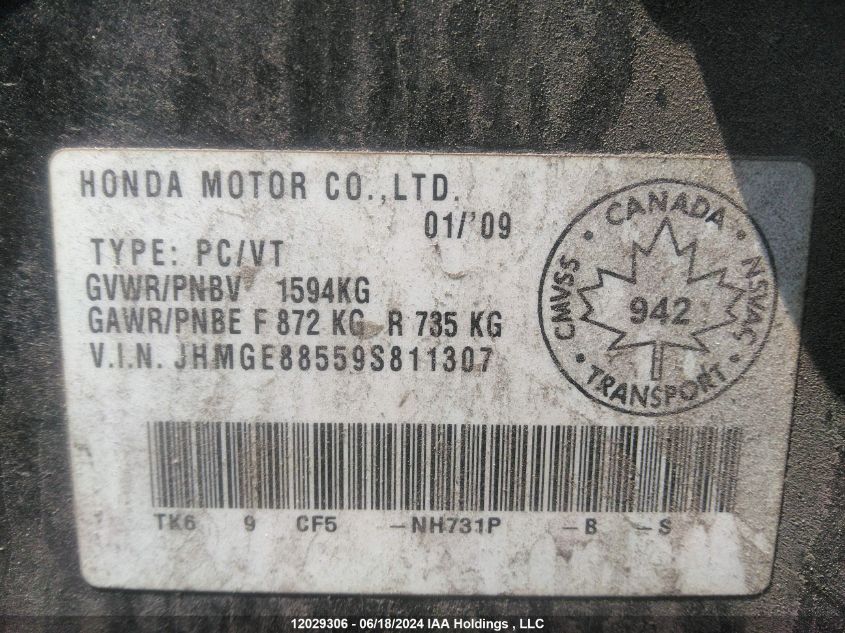 HONDA MOTOR CO.,LTD.
01/'09
TYPE: PC/VT
GVWR/PNBV 1594KG
GAWR/PNBE F 872 KG R 735 KG
V.I.N. JHMGE88559S811307
CANADA
CMVSS · NSVAC
942
TRANSPORT
TK6 9 CF5 -NH731P -B -S
12029306 - 06/18/2024 IAA Holdings , LLC